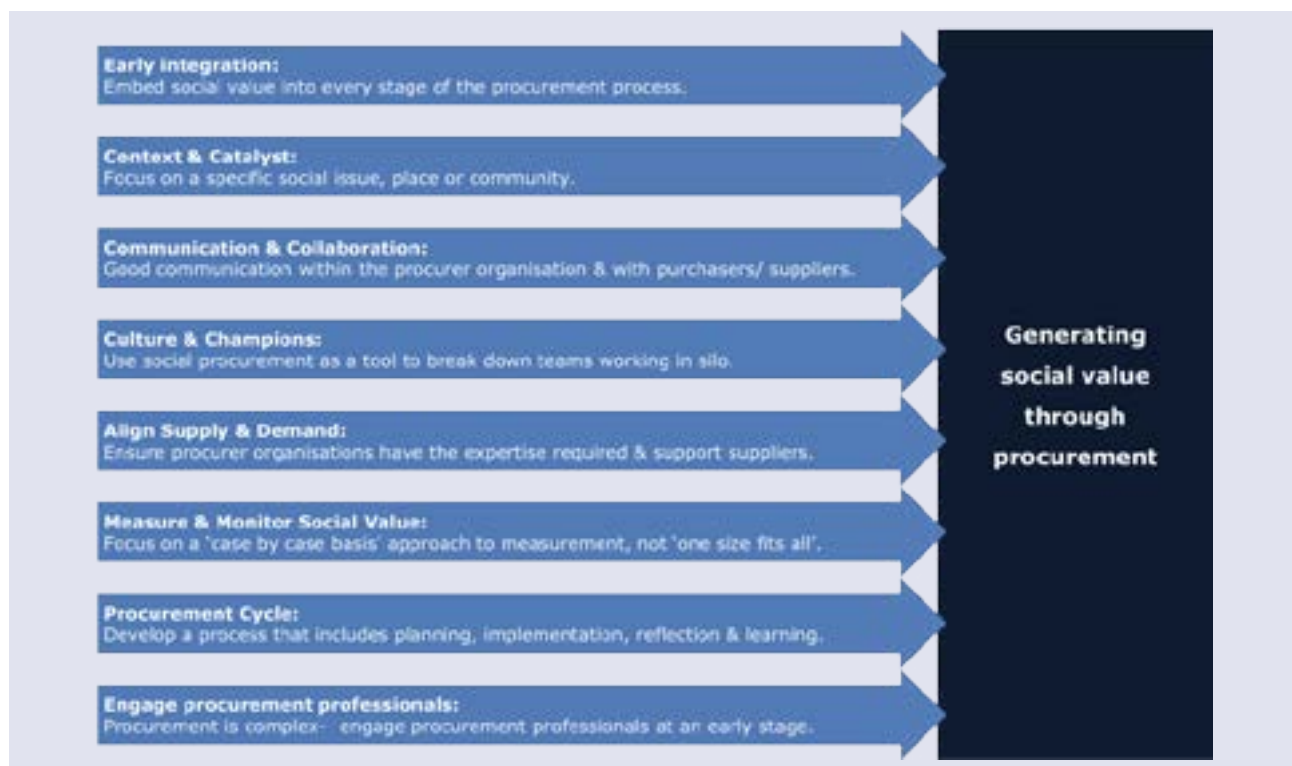 Early integration:
Embed social value into every stage of the procurement process.
Context & Catalyst:
Focus on a specific social issue, place or community.
Communication & Collaboration:
Good communication within the procurer organisation & with purchasers/ suppliers.
Culture & Champions:
Use social procurement as a tool to break down teams working in silo.
Align Supply & Demand:
Ensure procurer organisations have the expertise required & support suppliers.
Measure & Monitor Social Value:
Focus on a 'case by case basis' approach to measurement, not 'one size fits all'.
Procurement Cycle:
Develop a process that includes planning, implementation, reflection & learning.
Engage procurement professionals:
Procurement is complex- engage procurement professionals at an early stage.
Generating
social value
through
procurement